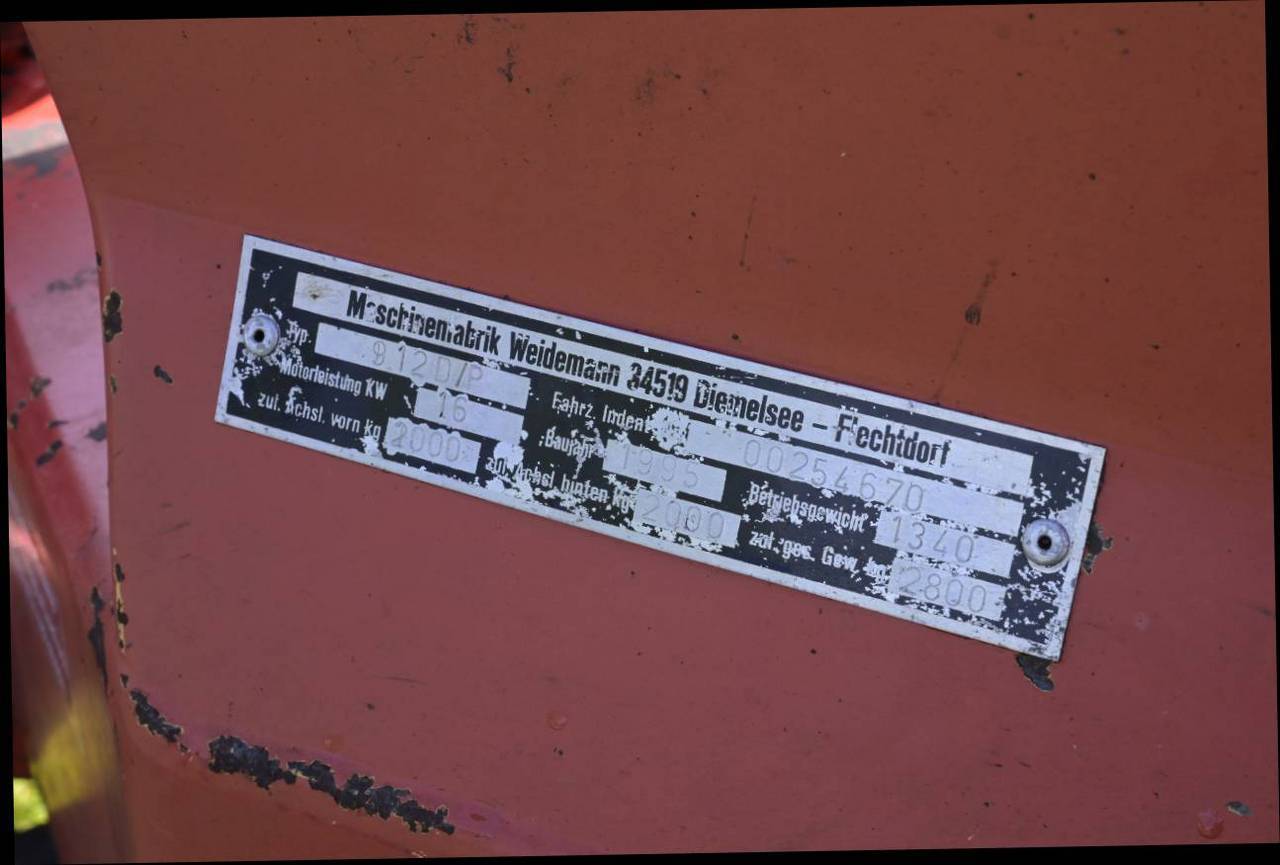 Maschinenfabrik Weidemann 34519 Diemelsee - Flechtdorf
Typ. 912D/P Fahrz. Ident. 00254670
Motorleistung KW 16 Baujahr 1995 Betriebsgewicht 1340
zul. Achsl. vorn kg 2000 zul. Achsl. hinten kg 2000 zul. ges. Gew. kg 2800